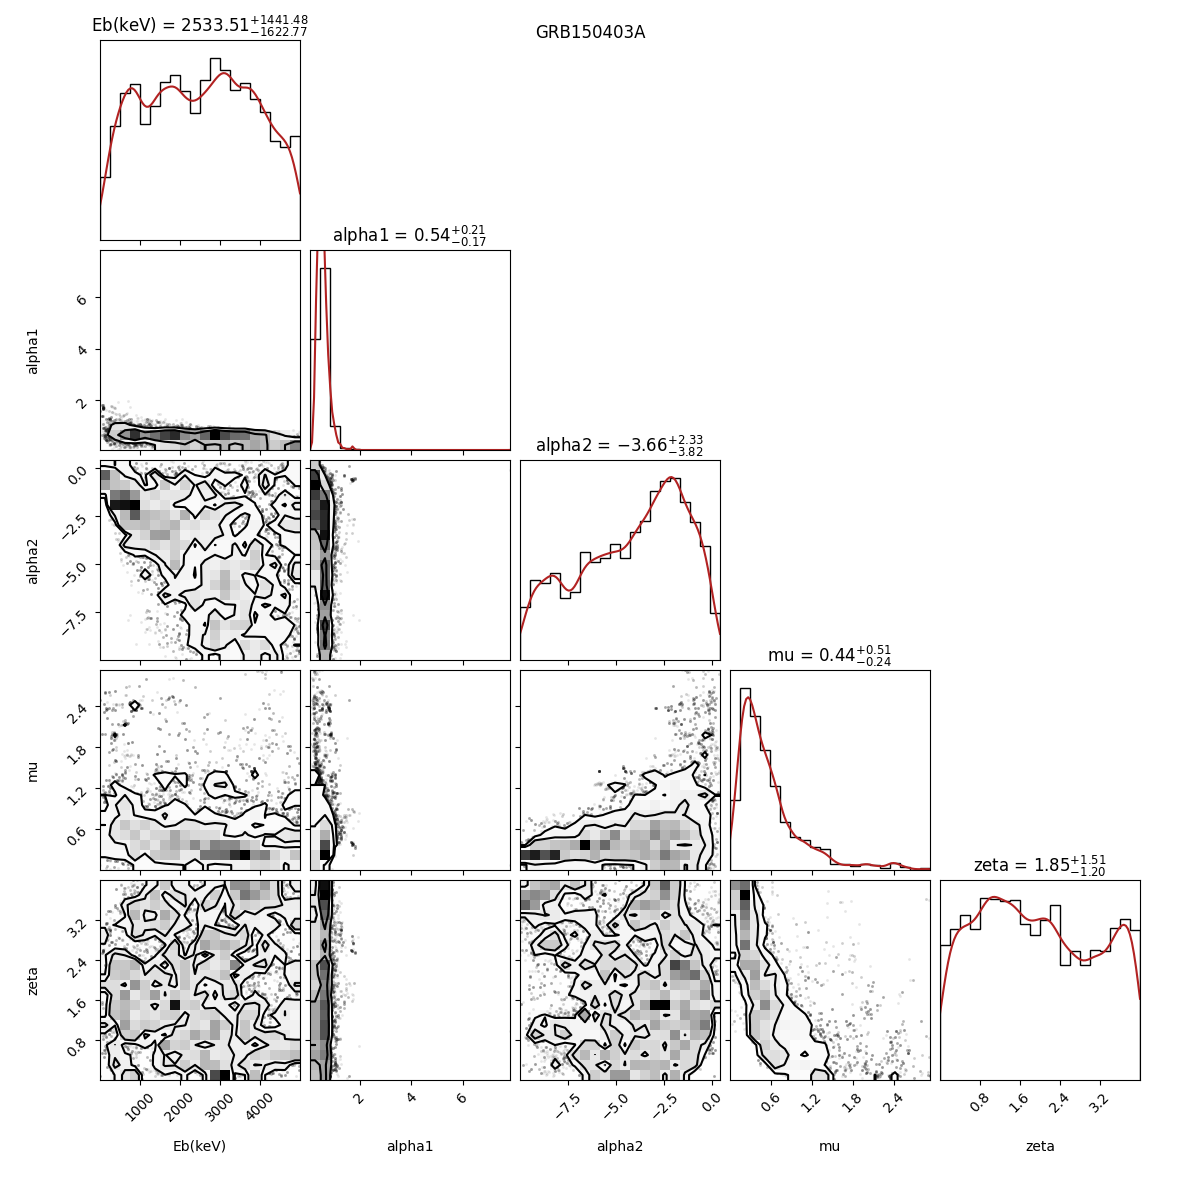 GRB150403A
Eb(keV) = 2533.51+1441.48−1622.77
alpha1 = 0.54+0.21−0.17
6
4
2
alpha1
alpha2 = −3.66+2.33−3.82
0.0
−2.5
−5.0
−7.5
alpha2
mu = 0.44+0.51−0.24
2.4
1.8
1.2
0.6
mu
zeta = 1.85+1.51−1.20
3.2
2.4
1.6
0.8
zeta
1000 2000 3000 4000
2 4 6
−7.5 −5.0 −2.5 0.0
0.6 1.2 1.8 2.4
0.8 1.6 2.4 3.2
Eb(keV) alpha1 alpha2 mu zeta